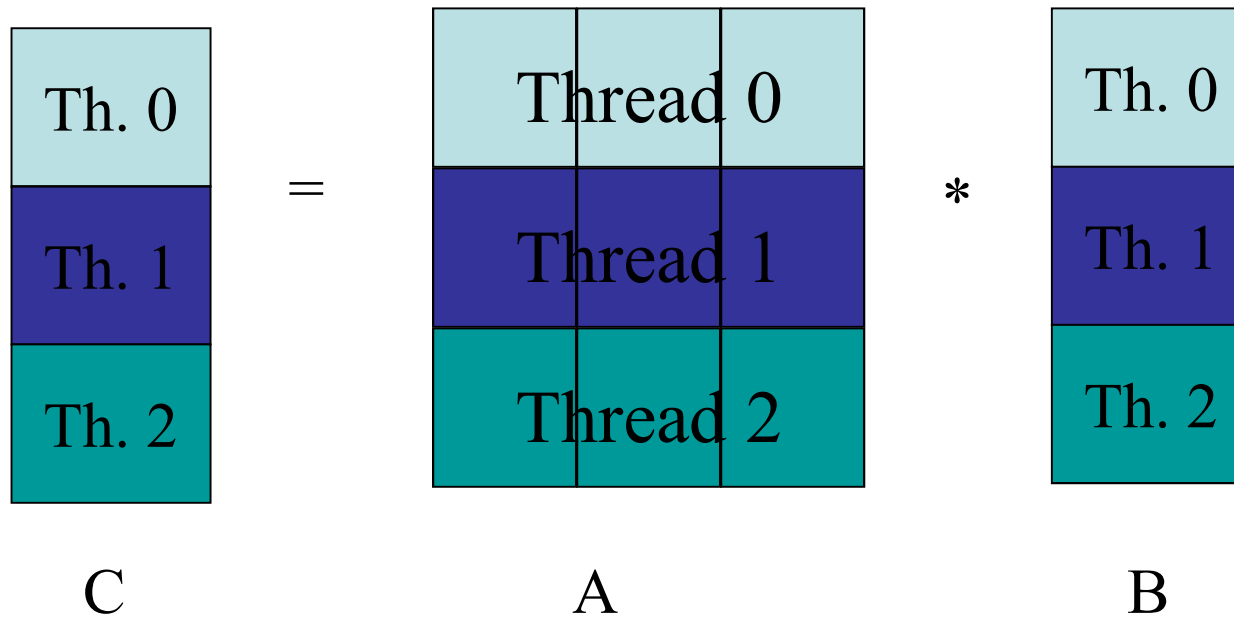 Th. 0
Th. 1
Th. 2
=
Thread 0
Thread 1
Thread 2
*
Th. 0
Th. 1
Th. 2
C
A
B